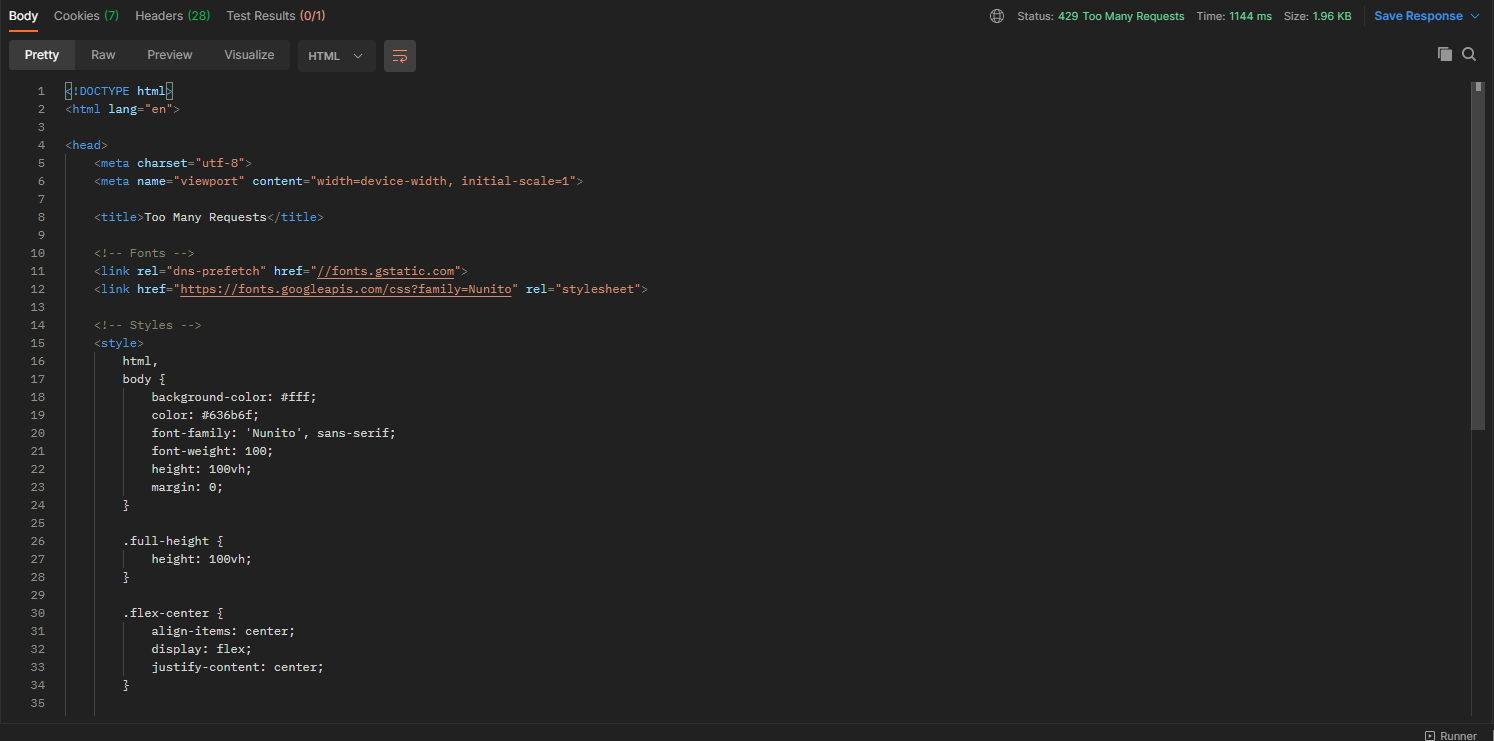 Body Cookies (7) Headers (28) Test Results (0/1) Status: 429 Too Many Requests Time: 1144 ms Size: 1.96 KB Save Response
Pretty Raw Preview Visualize HTML
1 <!DOCTYPE html>
2 <html lang="en">
3
4 <head>
5 <meta charset="utf-8">
6 <meta name="viewport" content="width=device-width, initial-scale=1">
7
8 <title>Too Many Requests</title>
9
10 <!-- Fonts -->
11 <link rel="dns-prefetch" href="//fonts.gstatic.com">
12 <link href="https://fonts.googleapis.com/css?family=Nunito" rel="stylesheet">
13
14 <!-- Styles -->
15 <style>
16 html,
17 body {
18 background-color: #fff;
19 color: #636b6f;
20 font-family: 'Nunito', sans-serif;
21 font-weight: 100;
22 height: 100vh;
23 margin: 0;
24 }
25
26 .full-height {
27 height: 100vh;
28 }
29
30 .flex-center {
31 align-items: center;
32 display: flex;
33 justify-content: center;
34 }
35
Runner